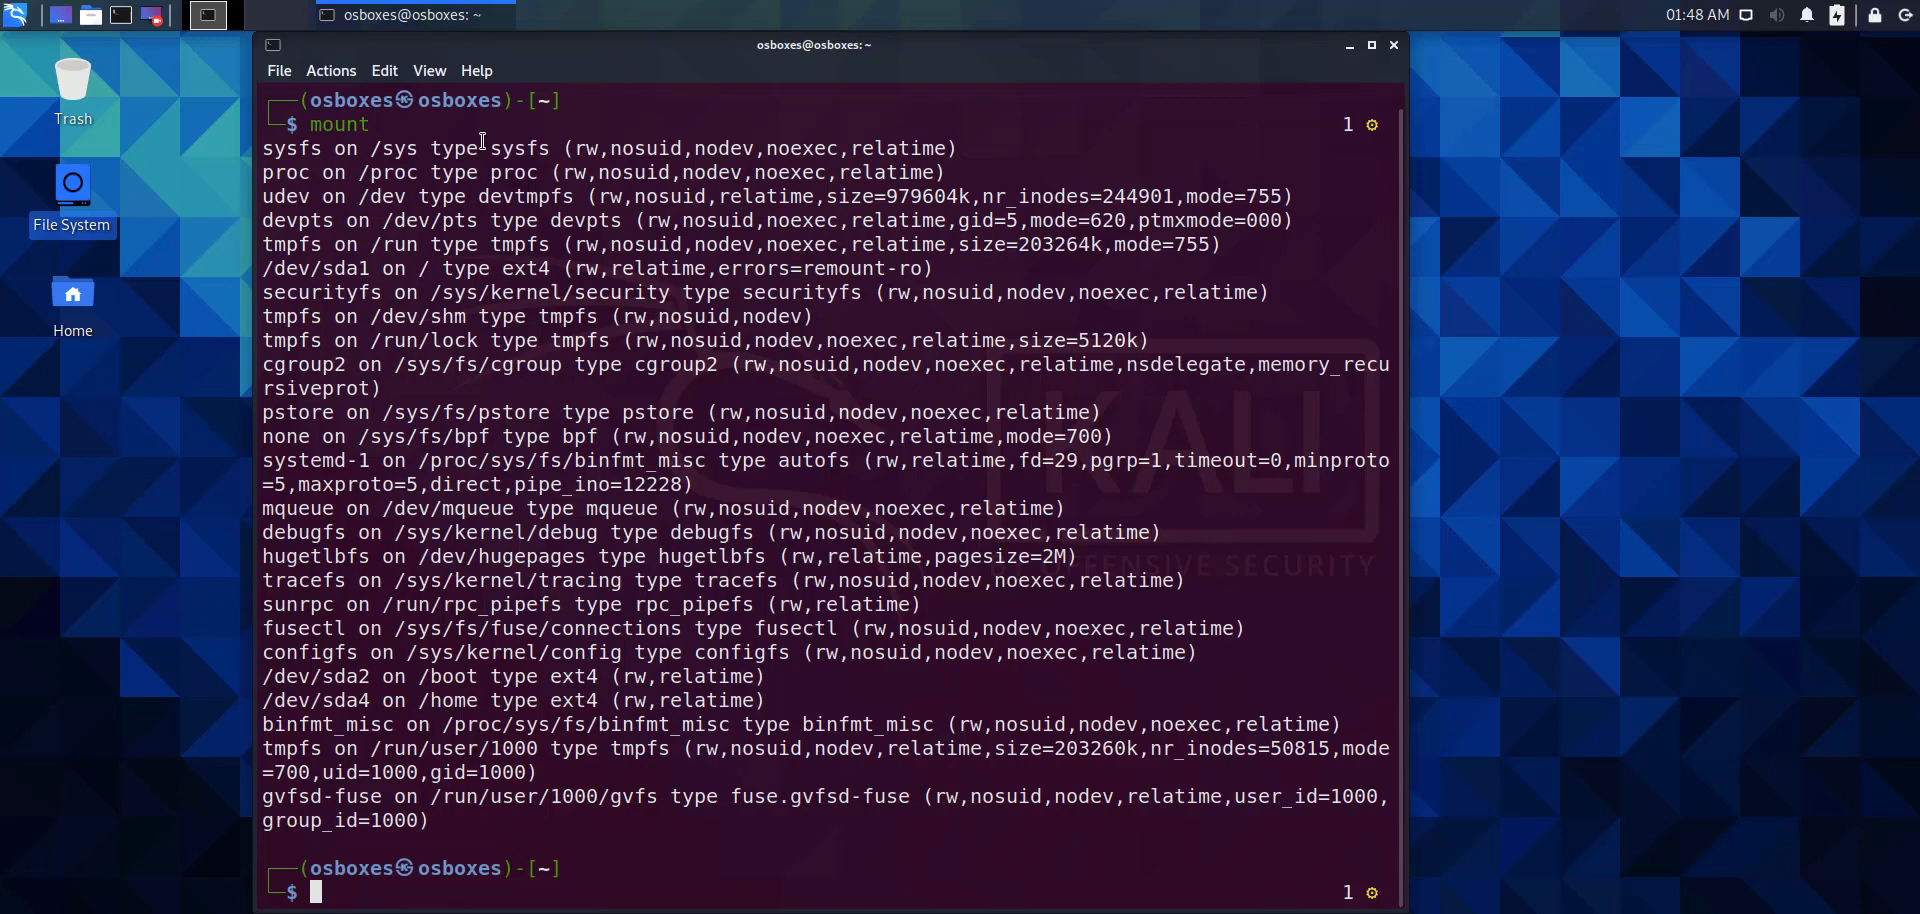 osboxes@osboxes: ~
01:48 AM
osboxes@osboxes:~
File Actions Edit View Help
Trash
File System
Home
┌──(osboxes㉿osboxes)-[~]
└─$ mount 1 ⚙
sysfs on /sys type sysfs (rw,nosuid,nodev,noexec,relatime)
proc on /proc type proc (rw,nosuid,nodev,noexec,relatime)
udev on /dev type devtmpfs (rw,nosuid,relatime,size=979604k,nr_inodes=244901,mode=755)
devpts on /dev/pts type devpts (rw,nosuid,noexec,relatime,gid=5,mode=620,ptmxmode=000)
tmpfs on /run type tmpfs (rw,nosuid,nodev,noexec,relatime,size=203264k,mode=755)
/dev/sda1 on / type ext4 (rw,relatime,errors=remount-ro)
securityfs on /sys/kernel/security type securityfs (rw,nosuid,nodev,noexec,relatime)
tmpfs on /dev/shm type tmpfs (rw,nosuid,nodev)
tmpfs on /run/lock type tmpfs (rw,nosuid,nodev,noexec,relatime,size=5120k)
cgroup2 on /sys/fs/cgroup type cgroup2 (rw,nosuid,nodev,noexec,relatime,nsdelegate,memory_recu
rsiveprot)
pstore on /sys/fs/pstore type pstore (rw,nosuid,nodev,noexec,relatime)
none on /sys/fs/bpf type bpf (rw,nosuid,nodev,noexec,relatime,mode=700)
systemd-1 on /proc/sys/fs/binfmt_misc type autofs (rw,relatime,fd=29,pgrp=1,timeout=0,minproto
=5,maxproto=5,direct,pipe_ino=12228)
mqueue on /dev/mqueue type mqueue (rw,nosuid,nodev,noexec,relatime)
debugfs on /sys/kernel/debug type debugfs (rw,nosuid,nodev,noexec,relatime)
hugetlbfs on /dev/hugepages type hugetlbfs (rw,relatime,pagesize=2M)
tracefs on /sys/kernel/tracing type tracefs (rw,nosuid,nodev,noexec,relatime)
sunrpc on /run/rpc_pipefs type rpc_pipefs (rw,relatime)
fusectl on /sys/fs/fuse/connections type fusectl (rw,nosuid,nodev,noexec,relatime)
configfs on /sys/kernel/config type configfs (rw,nosuid,nodev,noexec,relatime)
/dev/sda2 on /boot type ext4 (rw,relatime)
/dev/sda4 on /home type ext4 (rw,relatime)
binfmt_misc on /proc/sys/fs/binfmt_misc type binfmt_misc (rw,nosuid,nodev,noexec,relatime)
tmpfs on /run/user/1000 type tmpfs (rw,nosuid,nodev,relatime,size=203260k,nr_inodes=50815,mode
=700,uid=1000,gid=1000)
gvfsd-fuse on /run/user/1000/gvfs type fuse.gvfsd-fuse (rw,nosuid,nodev,relatime,user_id=1000,
group_id=1000)
┌──(osboxes㉿osboxes)-[~]
└─$ 1 ⚙
KALI
BY OFFENSIVE SECURITY